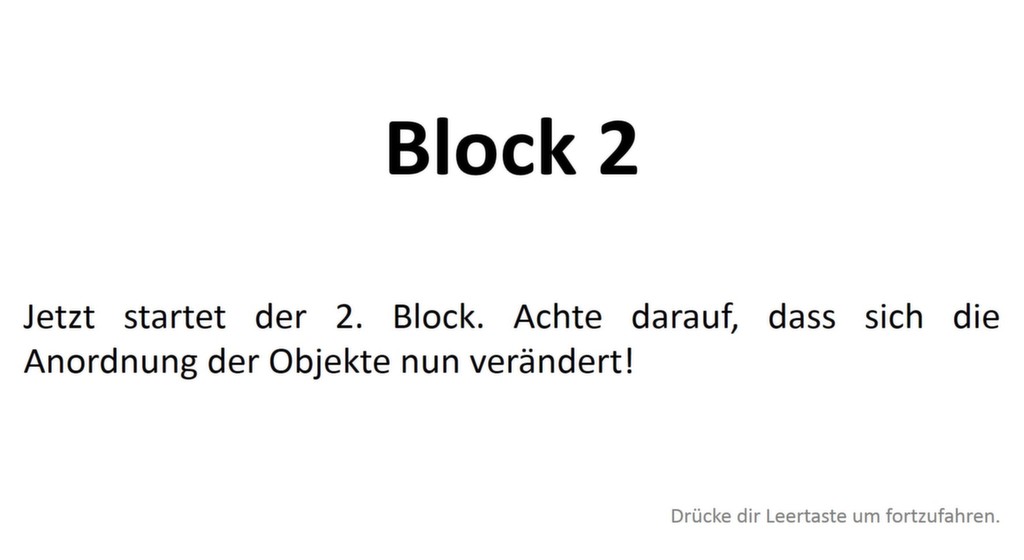 Block 2
Jetzt startet der 2. Block. Achte darauf, dass sich die
Anordnung der Objekte nun verändert!
Drücke dir Leertaste um fortzufahren.